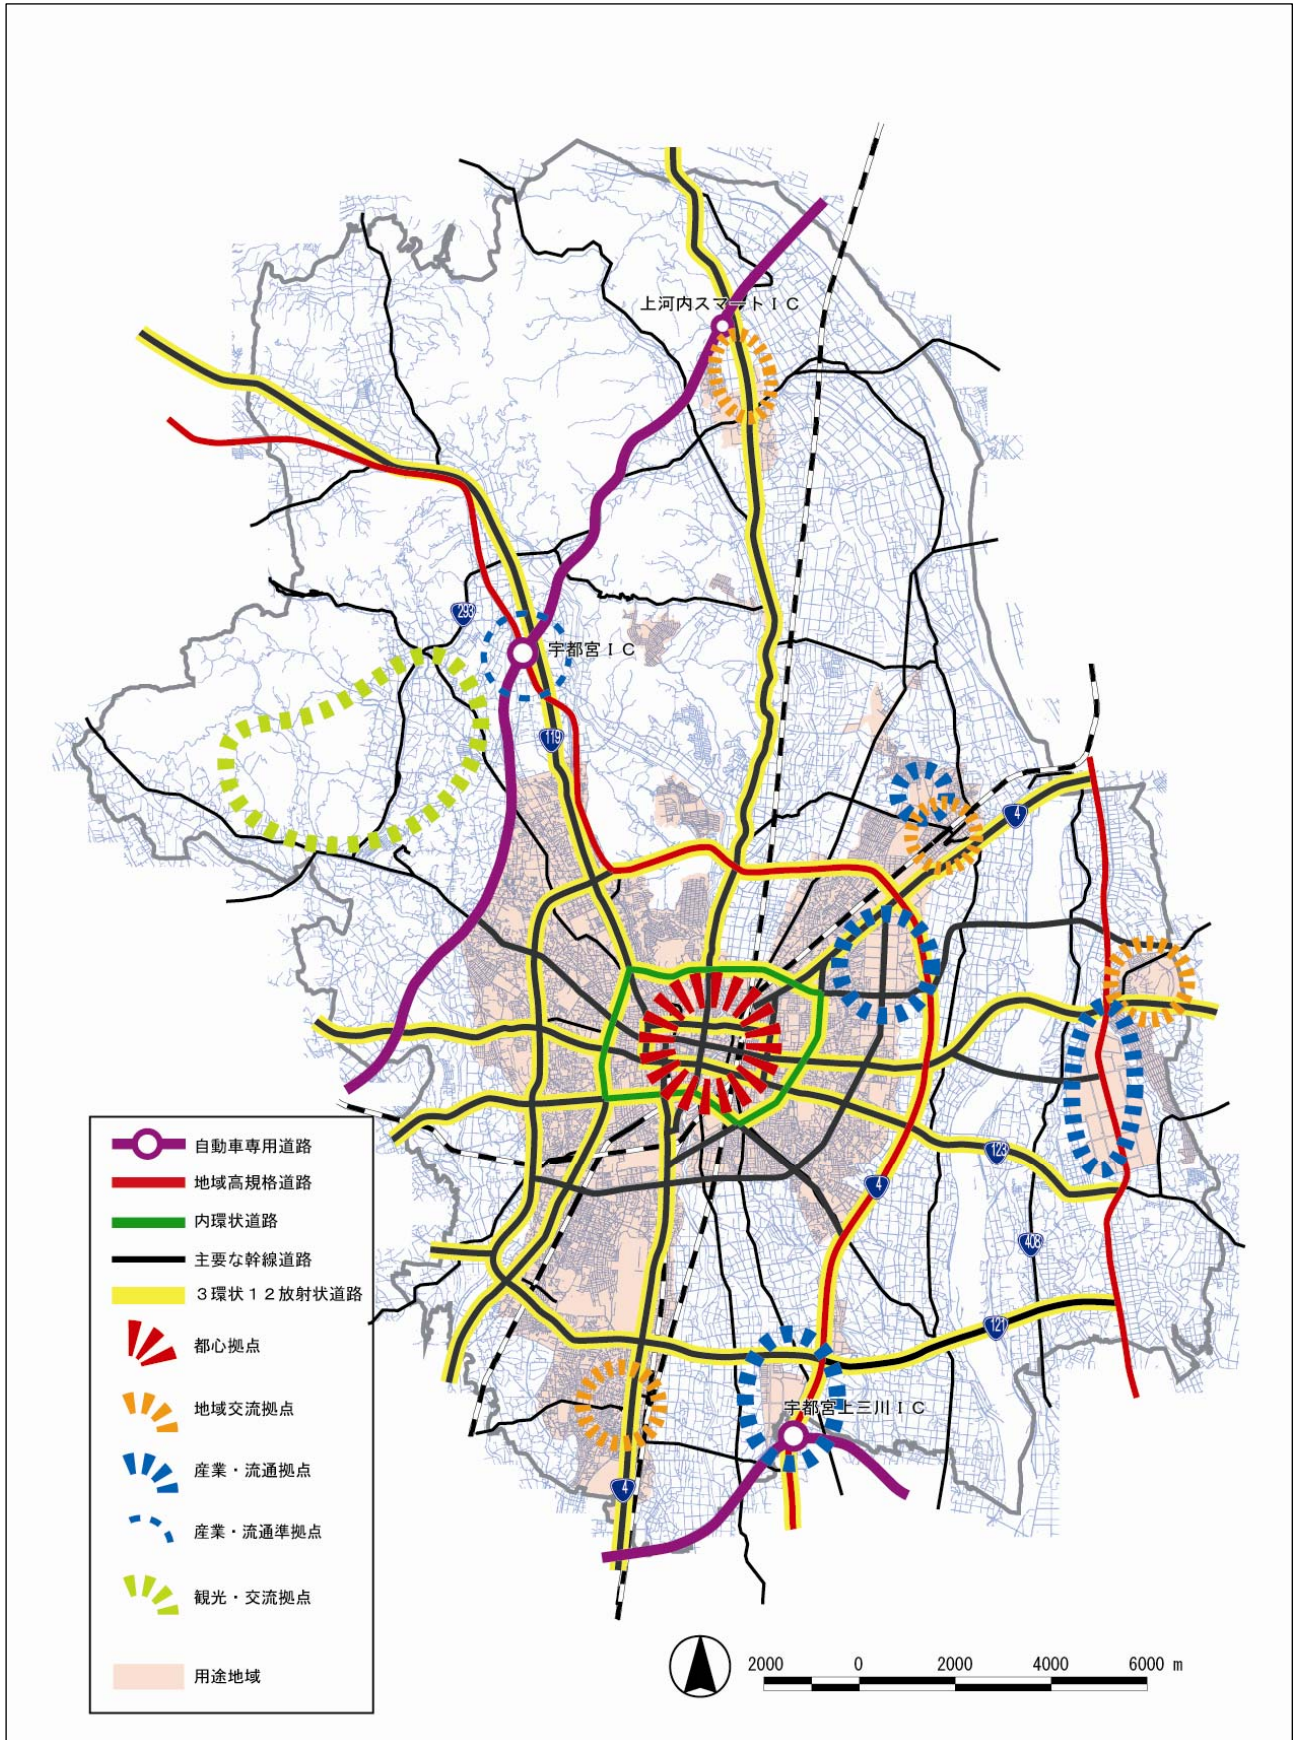 上河内スマートＩＣ
293
宇都宮ＩＣ
119
4
123
4
408
121
宇都宮上三川ＩＣ
4
自動車専用道路
地域高規格道路
内環状道路
主要な幹線道路
３環状１２放射状道路
都心拠点
地域交流拠点
産業・流通拠点
産業・流通準拠点
観光・交流拠点
用途地域
2000 0 2000 4000 6000 m